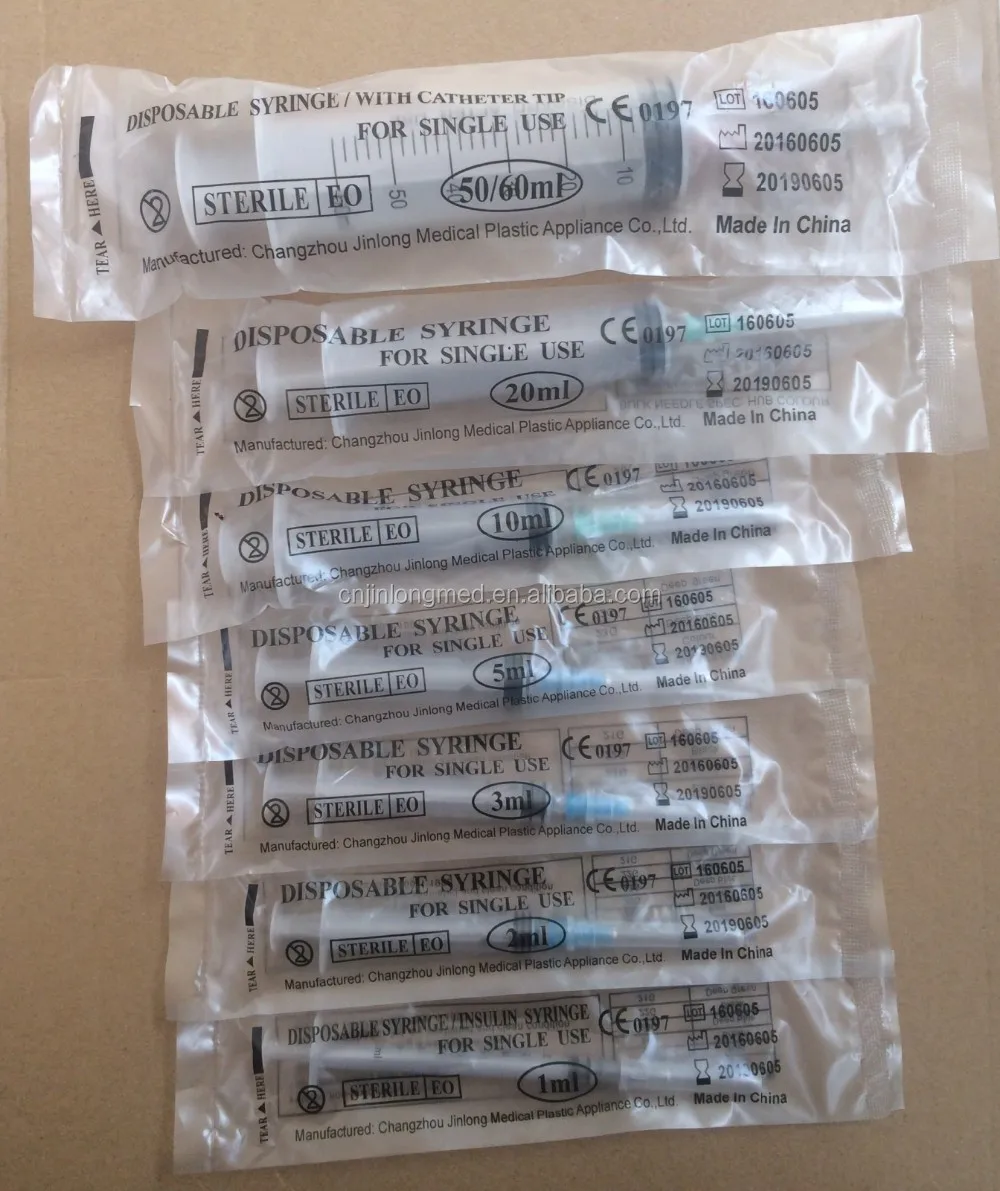 DISPOSABLE SYRINGE / WITH CATHETER TIP
FOR SINGLE USE
CE 0197
LOT 160605
20160605
20190605
TEAR ▲ HERE
STERILE EO
50/60ml
50
10
Manufactured: Changzhou Jinlong Medical Plastic Appliance Co.,Ltd.
Made In China
DISPOSABLE SYRINGE
FOR SINGLE USE
CE 0197
LOT 160605
20160605
20190605
TEAR ▲ HERE
STERILE EO
20ml
Manufactured: Changzhou Jinlong Medical Plastic Appliance Co.,Ltd.
Made In China
DISPOSABLE SYRINGE
CE 0197
20160605
20190605
TEAR ▲ HERE
STERILE EO
10ml
Manufactured: Changzhou Jinlong Medical Plastic Appliance Co.,Ltd.
Made In China
cnjinlongmed.en.alibaba.com
DISPOSABLE SYRINGE
FOR SINGLE USE
CE 0197
LOT 160605
20160605
20190605
TEAR ▲ HERE
STERILE EO
5ml
Manufactured: Changzhou Jinlong Medical Plastic Appliance Co.,Ltd.
Made In China
DISPOSABLE SYRINGE
FOR SINGLE USE
CE 0197
LOT 160605
20160605
20190605
TEAR ▲ HERE
STERILE EO
3ml
Manufactured: Changzhou Jinlong Medical Plastic Appliance Co.,Ltd.
Made In China
DISPOSABLE SYRINGE
FOR SINGLE USE
CE 0197
LOT 160605
20160605
20190605
TEAR ▲ HERE
STERILE EO
2ml
Manufactured: Changzhou Jinlong Medical Plastic Appliance Co.,Ltd.
Made In China
DISPOSABLE SYRINGE/INSULIN SYRINGE
FOR SINGLE USE
CE 0197
LOT 160605
20160605
20190605
TEAR ▲ HERE
STERILE EO
1ml
Manufactured: Changzhou Jinlong Medical Plastic Appliance Co.,Ltd.
Made In China